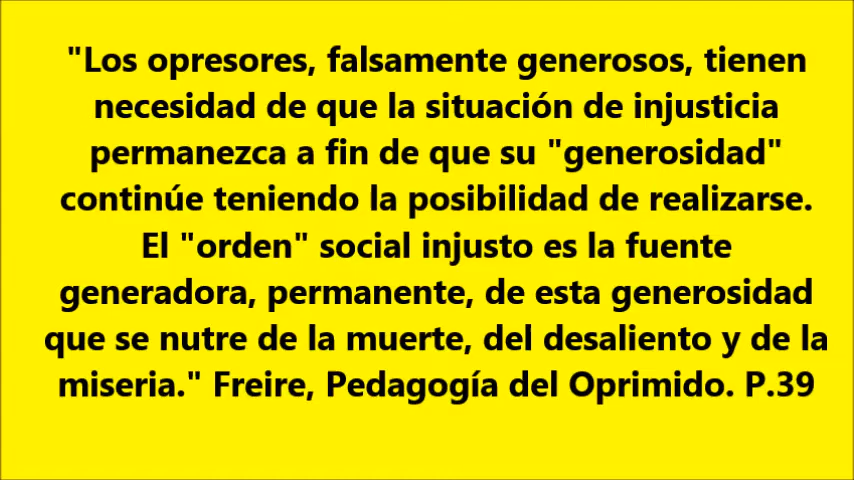 "Los opresores, falsamente generosos, tienen
necesidad de que la situación de injusticia
permanezca a fin de que su "generosidad"
continúe teniendo la posibilidad de realizarse.
El "orden" social injusto es la fuente
generadora, permanente, de esta generosidad
que se nutre de la muerte, del desaliento y de la
miseria." Freire, Pedagogía del Oprimido. P.39